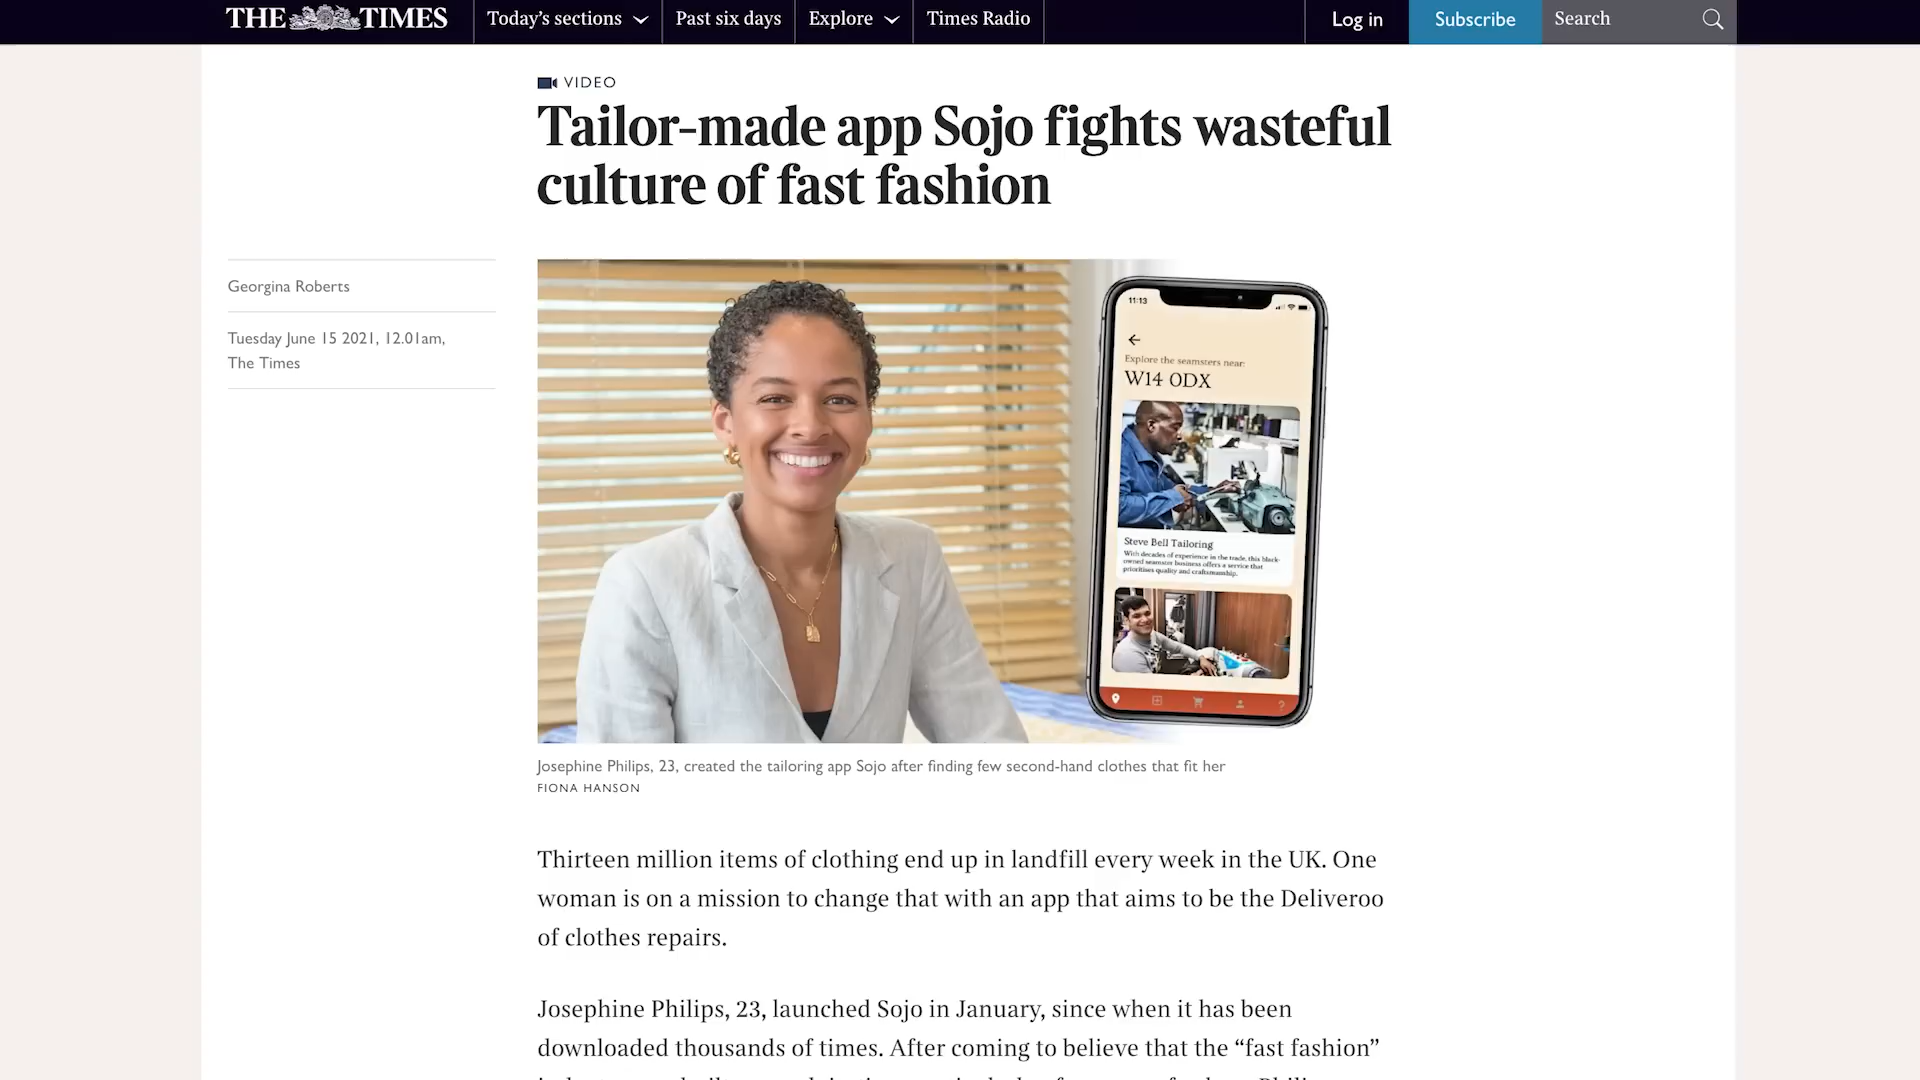 THE TIMES
Today's sections
Past six days
Explore
Times Radio
Log in
Subscribe
Search
VIDEO
Tailor-made app Sojo fights wasteful
culture of fast fashion
Georgina Roberts
Tuesday June 15 2021, 12.01am,
The Times
11:13
Explore the seamsters near:
W14 0DX
Steve Bell Tailoring
With decades of experience in the trade, this black-
owned seamster business offers a service that
prioritises quality and craftsmanship.
?
Josephine Philips, 23, created the tailoring app Sojo after finding few second-hand clothes that fit her
FIONA HANSON
Thirteen million items of clothing end up in landfill every week in the UK. One
woman is on a mission to change that with an app that aims to be the Deliveroo
of clothes repairs.
Josephine Philips, 23, launched Sojo in January, since when it has been
downloaded thousands of times. After coming to believe that the “fast fashion”